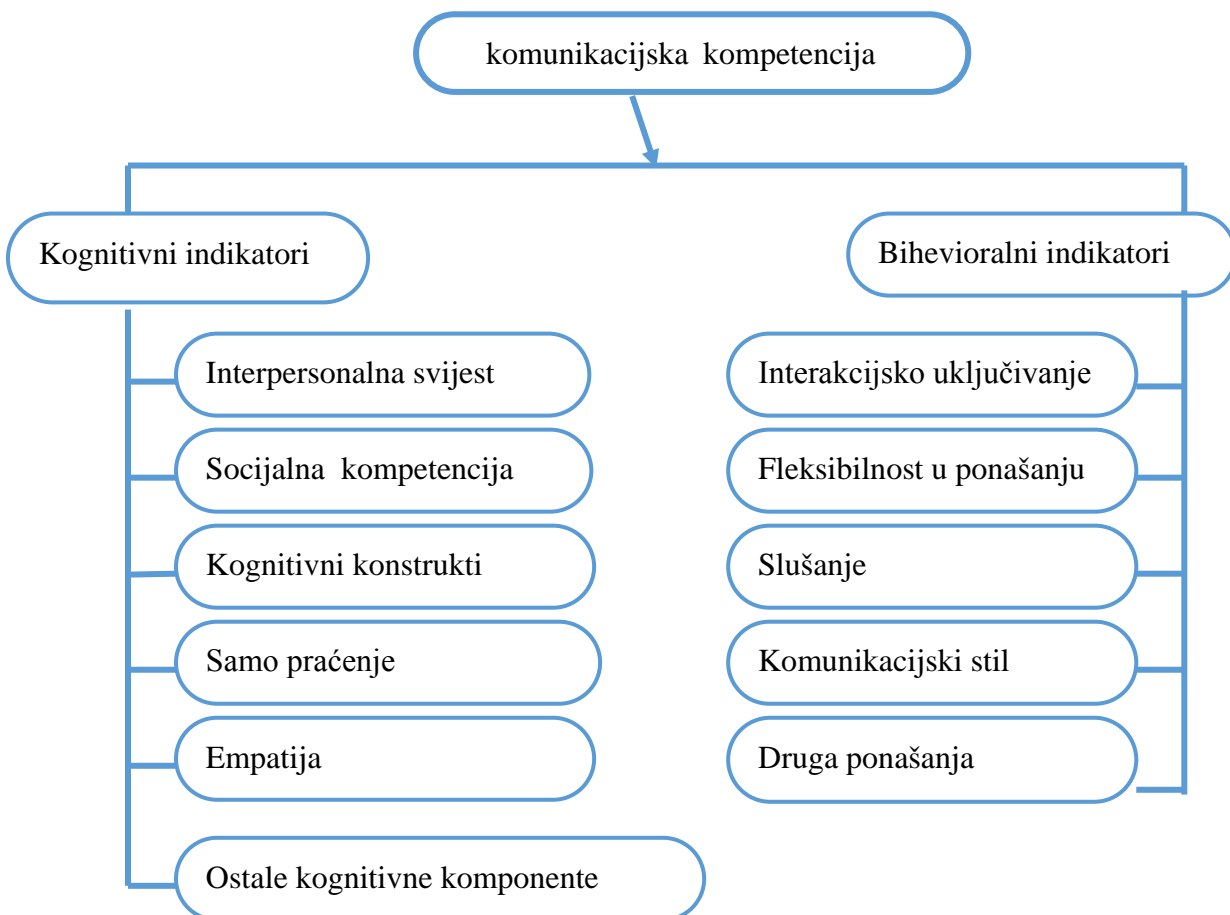 komunikacijska kompetencija
Kognitivni indikatori
Bihevioralni indikatori
Interpersonalna svijest
Socijalna kompetencija
Kognitivni konstrukti
Samo praćenje
Empatija
Ostale kognitivne komponente
Interakcijsko uključivanje
Fleksibilnost u ponašanju
Slušanje
Komunikacijski stil
Druga ponašanja